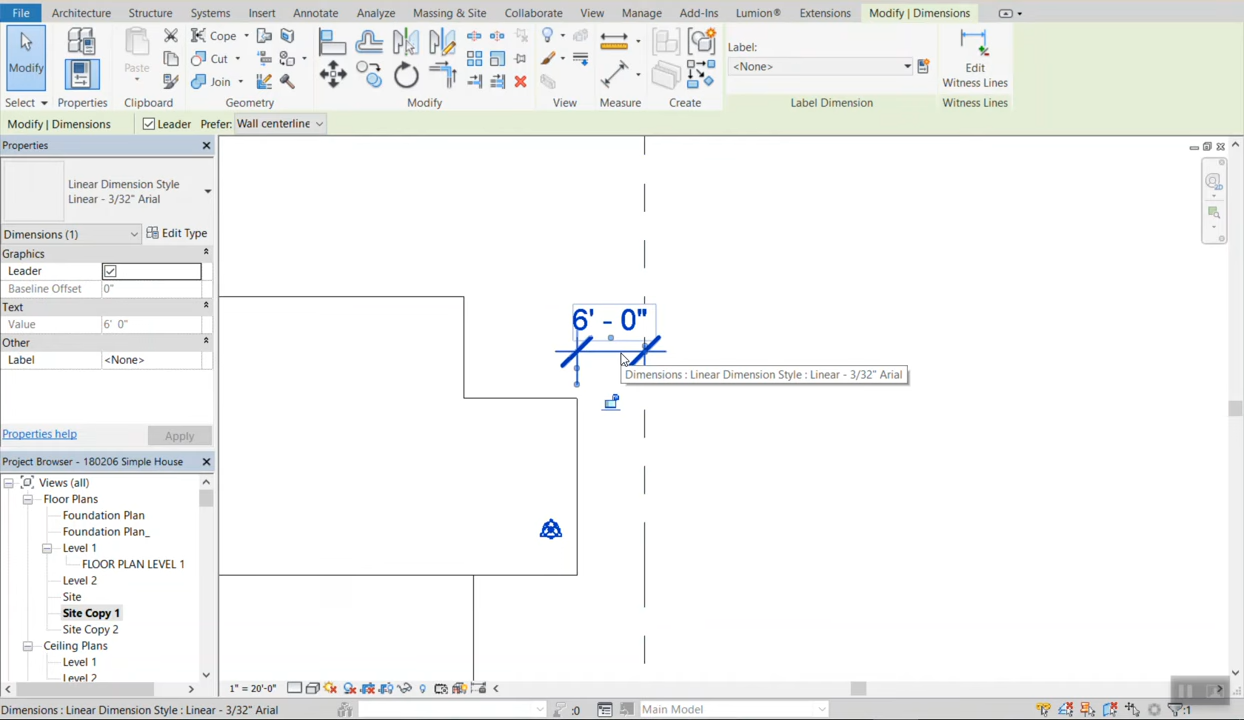 File Architecture Structure Systems Insert Annotate Analyze Massing & Site Collaborate View Manage Add-Ins Lumion® Extensions Modify | Dimensions
Modify Paste Cope Cut Join Label: <None> Edit Witness Lines
Select Properties Clipboard Geometry Modify View Measure Create Label Dimension Witness Lines
Modify | Dimensions Leader Prefer: Wall centerline
Properties
Linear Dimension Style
Linear - 3/32" Arial
Dimensions (1) Edit Type
Graphics
Leader
Baseline Offset 0"
Text
Value 6' 0"
Other
Label <None>
Properties help Apply
6' - 0"
Dimensions : Linear Dimension Style : Linear - 3/32" Arial
Project Browser - 180206 Simple House
Views (all)
Floor Plans
Foundation Plan
Foundation Plan_
Level 1
FLOOR PLAN LEVEL 1
Level 2
Site
Site Copy 1
Site Copy 2
Ceiling Plans
Level 1
Level 2
1" = 20'-0"
Dimensions : Linear Dimension Style : Linear - 3/32" Arial :0 Main Model :1